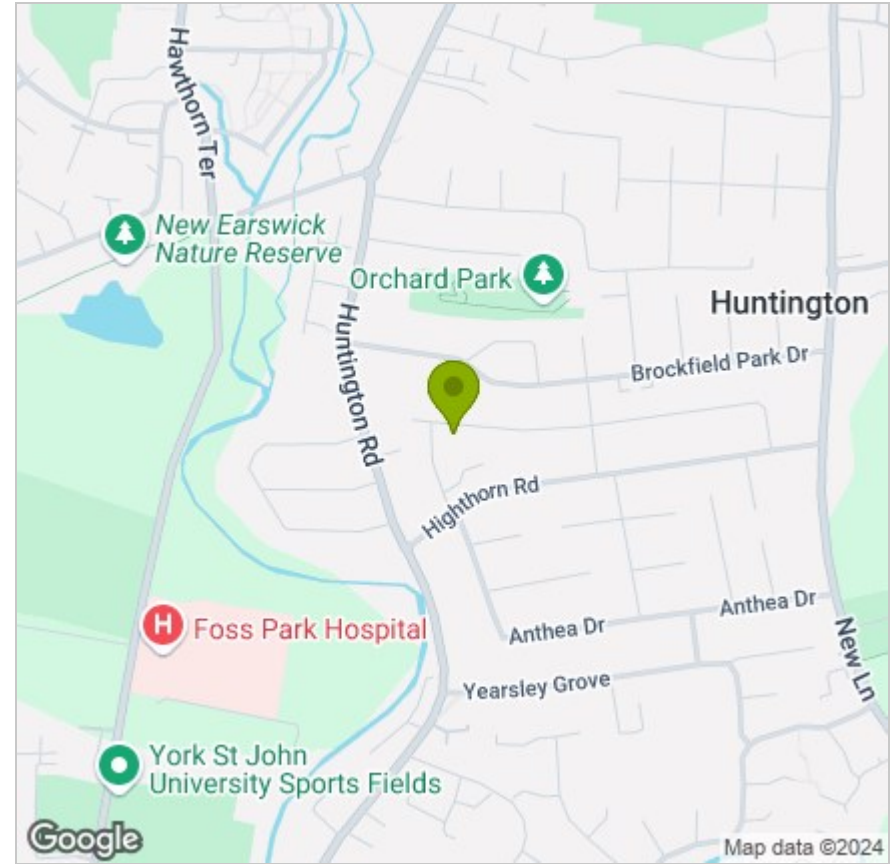 Hawthorn Ter
New Earswick
Nature Reserve
Orchard Park
Huntington
Huntington Rd
Brockfield Park Dr
Highthorn Rd
Foss Park Hospital
H
Anthea Dr
Anthea Dr
New Ln
Yearsley Grove
York St John
University Sports Fields
Google
Map data ©2024